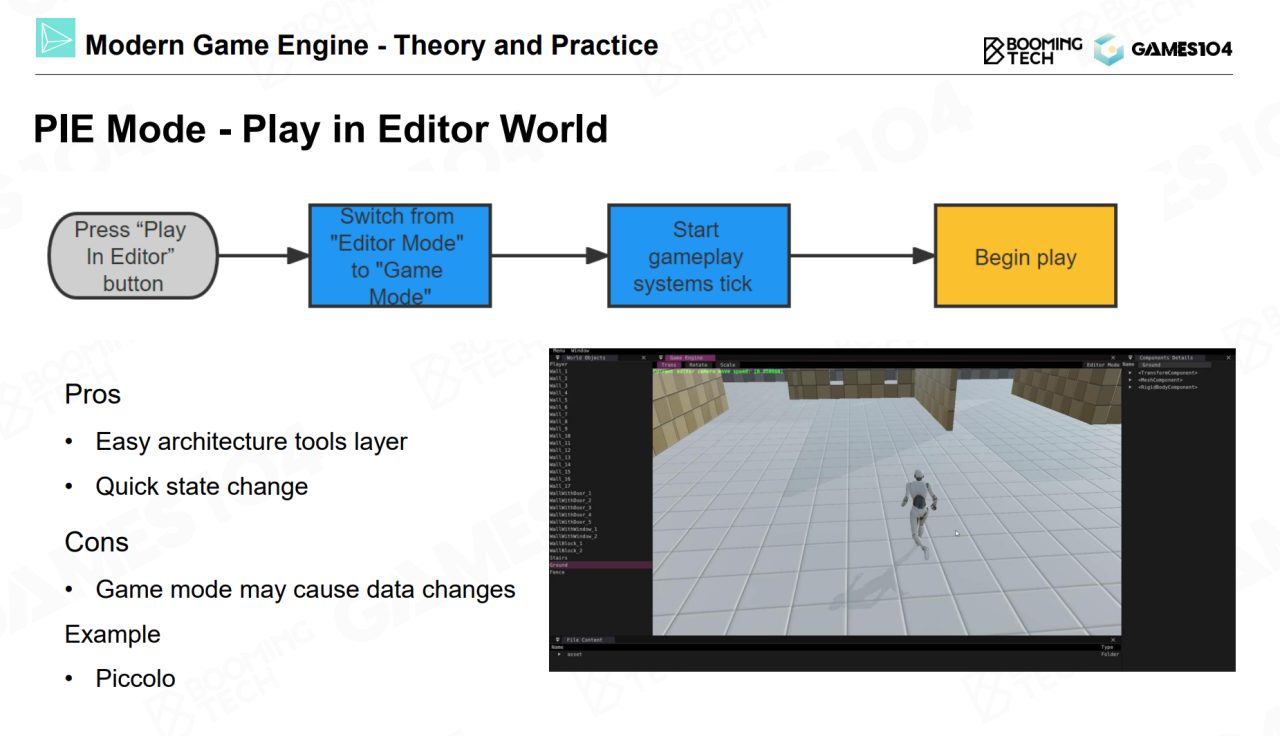 Modern Game Engine - Theory and Practice
BOOMING
TECH
GAMES104
PIE Mode - Play in Editor World
Press “Play
In Editor”
button
Switch from
"Editor Mode"
to "Game
Mode"
Start
gameplay
systems tick
Begin play
Pros
• Easy architecture tools layer
• Quick state change
Cons
• Game mode may cause data changes
Example
• Piccolo
Menu Window
World Objects
Player
Wall_1
Wall_2
Wall_3
Wall_4
Wall_5
Wall_6
Wall_7
Wall_8
Wall_9
Wall_10
Wall_11
Wall_12
Wall_13
Wall_14
Wall_15
Wall_16
Wall_17
WallWithDoor_1
WallWithDoor_2
WallWithDoor_3
WallWithDoor_4
WallWithDoor_5
WallWithWindow_1
WallWithWindow_2
WallBlock_1
WallBlock_2
Stairs
Ground
Fence
Game Engine
Trans Rotate Scale
Editor Mode
Current editor camera move speed:
Components Details
Name Ground
<TransformComponent>
<MeshComponent>
<RigidBodyComponent>
File Content
Name Type
asset Folder